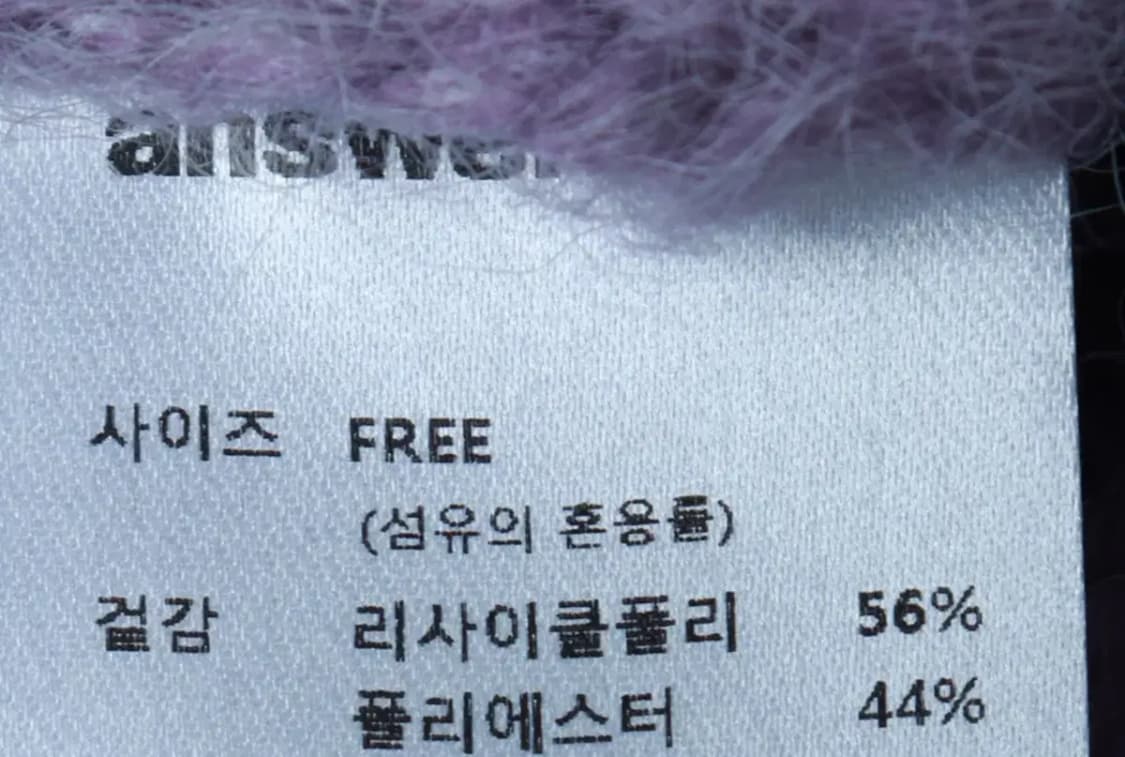 answer
사이즈 FREE
(섬유의 혼용률)
겉감 리사이클폴리 56%
폴리에스터 44%